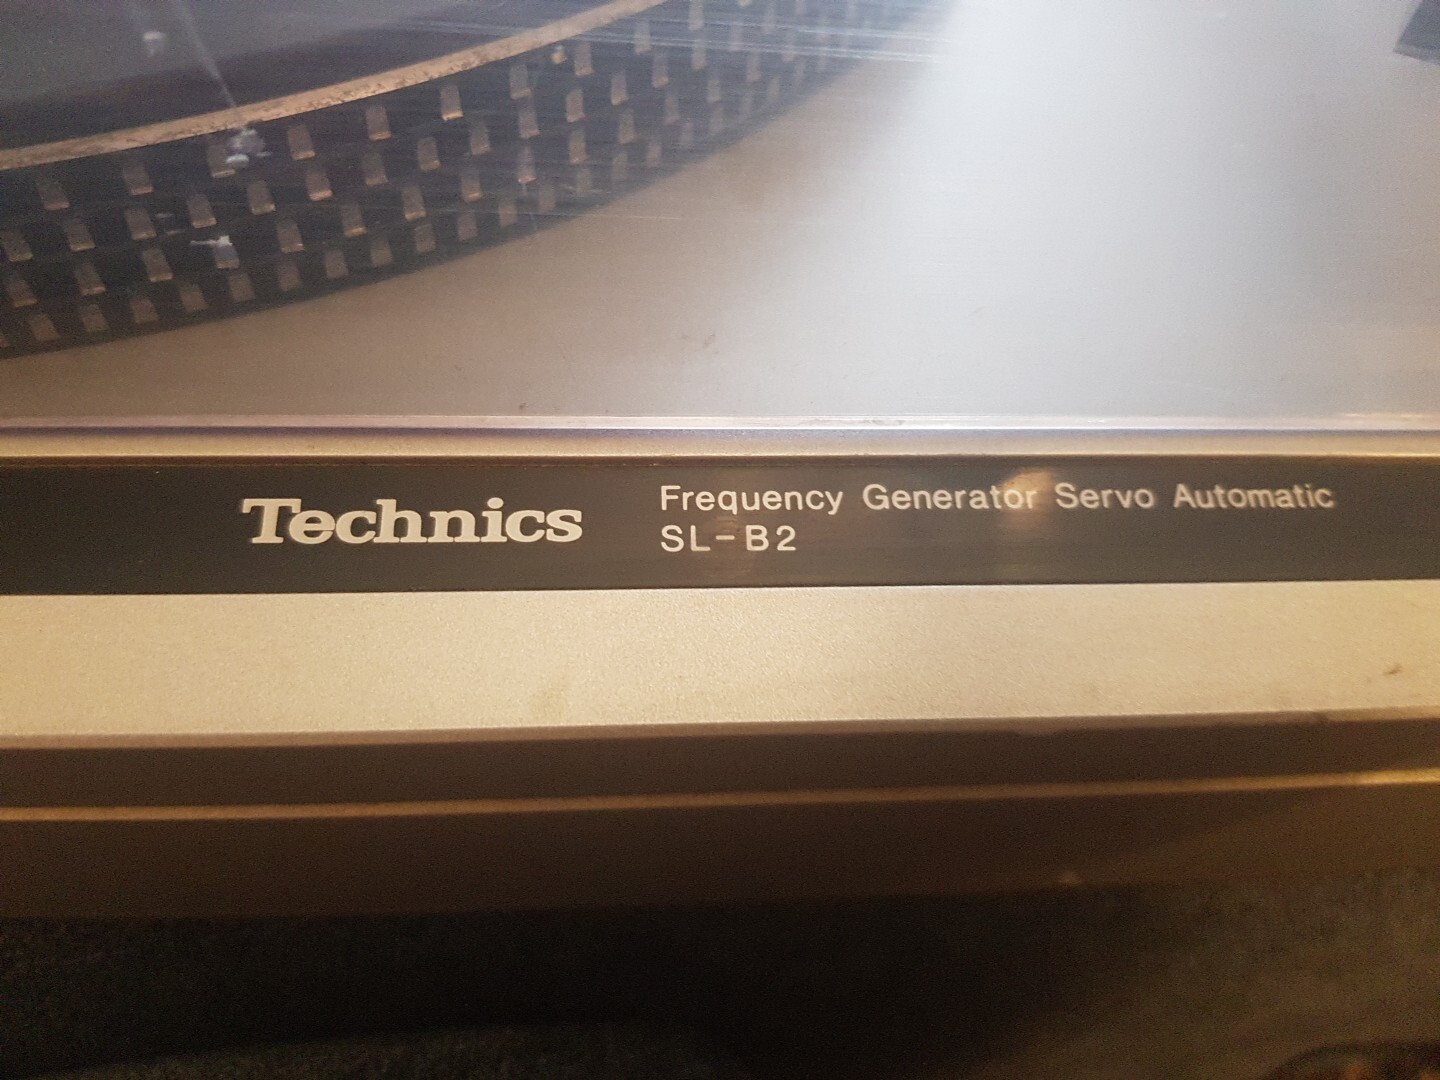 Technics
Frequency Generator Servo Automatic
SL-B2